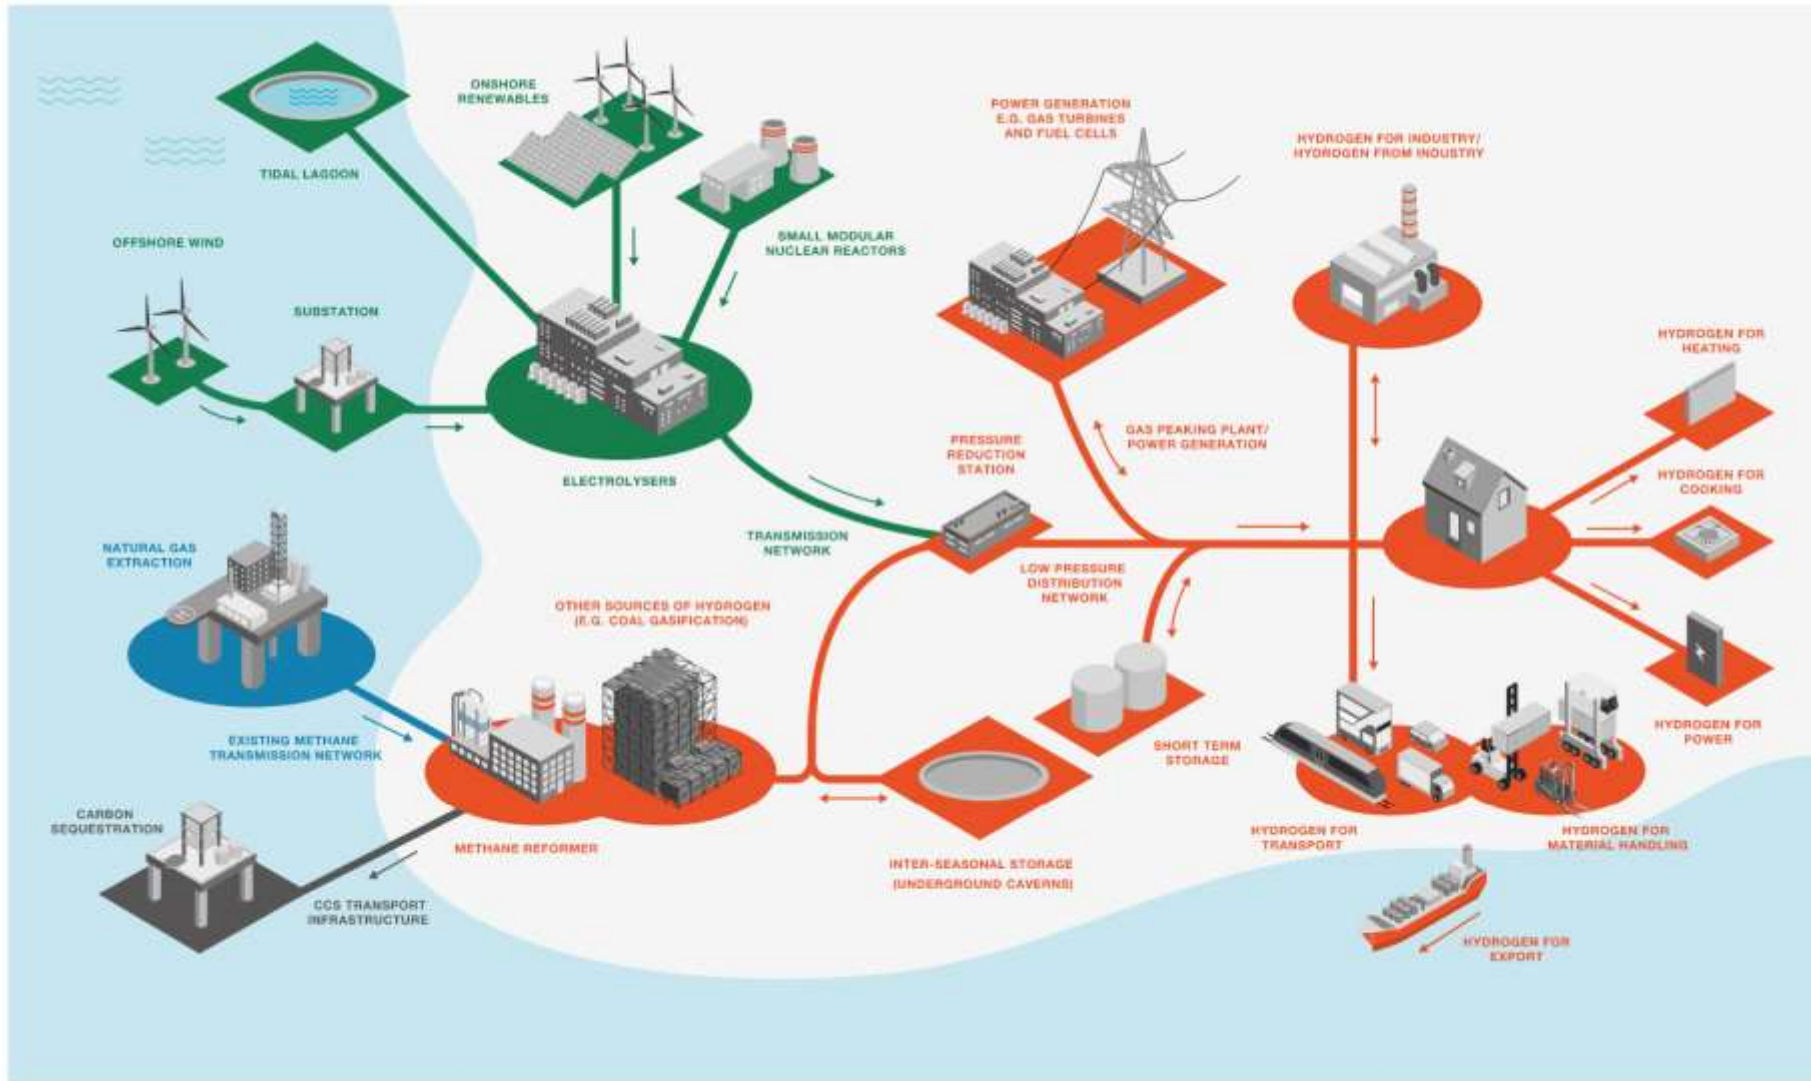 ONSHORE
RENEWABLES
TIDAL LAGOON
OFFSHORE WIND
SUBSTATION
SMALL MODULAR
NUCLEAR REACTORS
ELECTROLYSERS
TRANSMISSION
NETWORK
POWER GENERATION
E.G. GAS TURBINES
AND FUEL CELLS
HYDROGEN FOR INDUSTRY/
HYDROGEN FROM INDUSTRY
GAS PEAKING PLANT/
POWER GENERATION
PRESSURE
REDUCTION
STATION
HYDROGEN FOR
HEATING
HYDROGEN FOR
COOKING
HYDROGEN FOR
POWER
LOW PRESSURE
DISTRIBUTION
NETWORK
NATURAL GAS
EXTRACTION
OTHER SOURCES OF HYDROGEN
(E.G. COAL GASIFICATION)
EXISTING METHANE
TRANSMISSION NETWORK
SHORT TERM
STORAGE
CARBON
SEQUESTRATION
METHANE REFORMER
INTER-SEASONAL STORAGE
(UNDERGROUND CAVERNS)
CCS TRANSPORT
INFRASTRUCTURE
HYDROGEN FOR
TRANSPORT
HYDROGEN FOR
MATERIAL HANDLING
HYDROGEN FOR
EXPORT